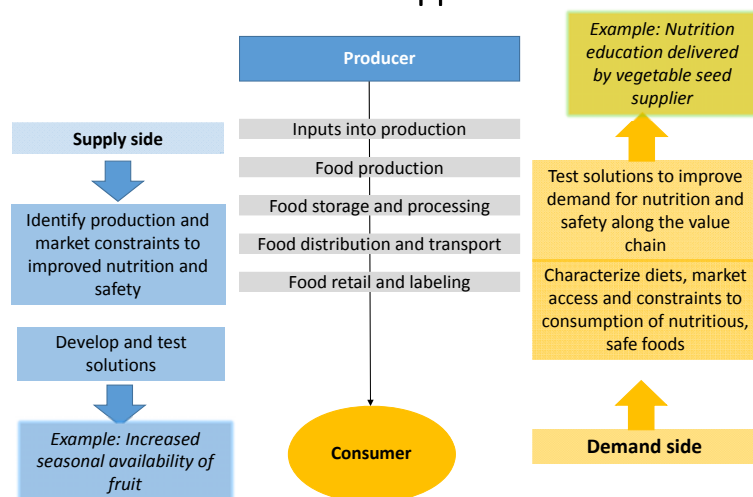 Supply side
Identify production and
market constraints to
improved nutrition and
safety
Develop and test
solutions
Example: Increased
seasonal availability of
fruit
Producer
Inputs into production
Food production
Food storage and processing
Food distribution and transport
Food retail and labeling
Consumer
Example: Nutrition
education delivered
by vegetable seed
supplier
Test solutions to improve
demand for nutrition and
safety along the value
chain
Characterize diets, market
access and constraints to
consumption of nutritious,
safe foods
Demand side